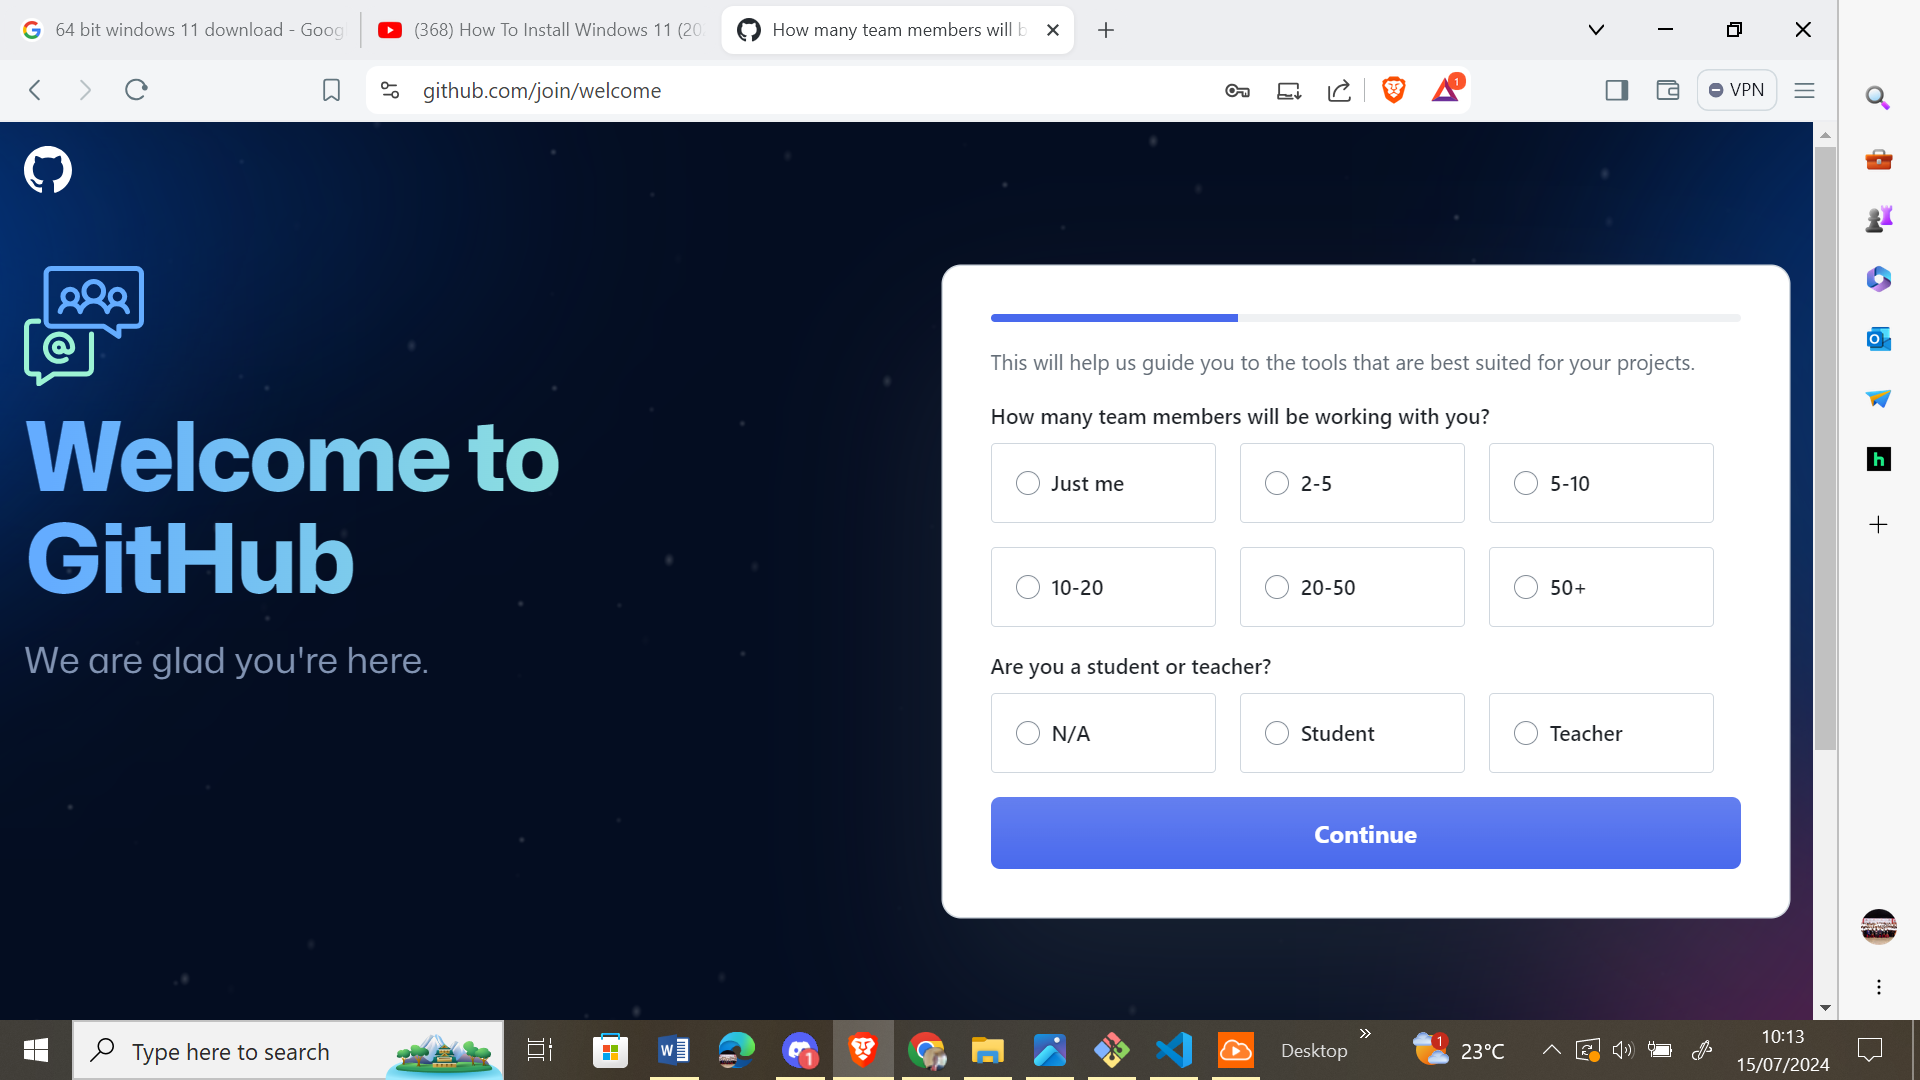 64 bit windows 11 download - Goog
(368) How To Install Windows 11 (20
How many team members will b
github.com/join/welcome
1
VPN
@
Welcome to
GitHub
We are glad you're here.
This will help us guide you to the tools that are best suited for your projects.
How many team members will be working with you?
Just me
2-5
5-10
10-20
20-50
50+
Are you a student or teacher?
N/A
Student
Teacher
Continue
h
Type here to search
1
Desktop
1
23°C
10:13
15/07/2024